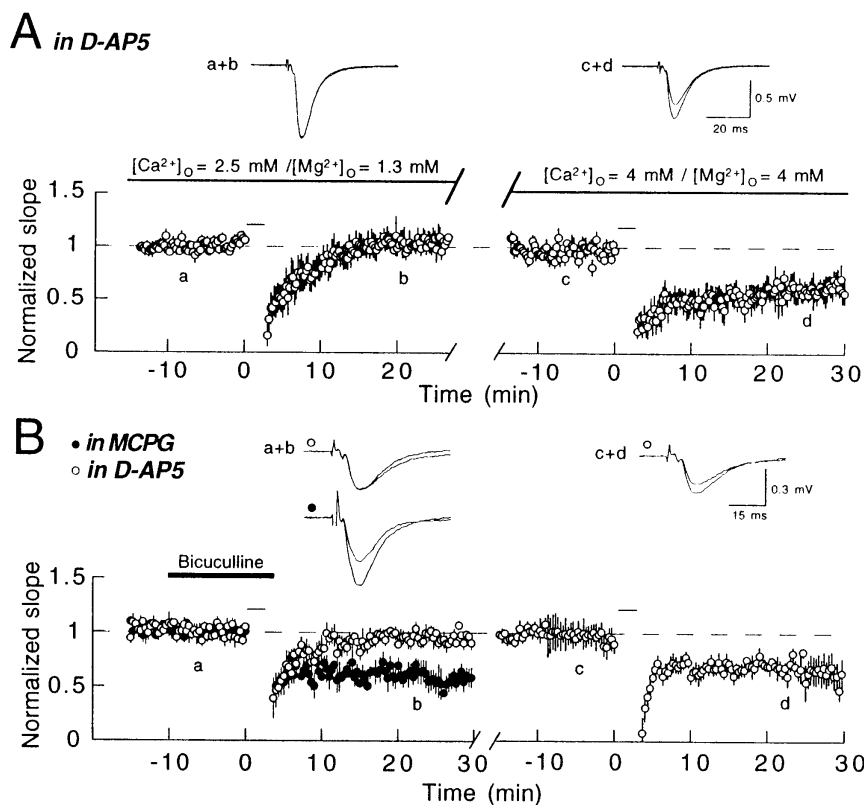 A in D-AP5
a+b
c+d
0.5 mV
20 ms
[Ca²⁺]O = 2.5 mM /[Mg²⁺]O = 1.3 mM
[Ca²⁺]O = 4 mM / [Mg²⁺]O = 4 mM
Normalized slope
1.5
1
0.5
0
a
b
c
d
-10 0 10 20 -10 0 10 20 30
Time (min)
B
• in MCPG
○ in D-AP5
a+b ○
●
c+d ○
0.3 mV
15 ms
Bicuculline
Normalized slope
1.5
1
0.5
0
a
b
c
d
-10 0 10 20 30 -10 0 10 20 30
Time (min)